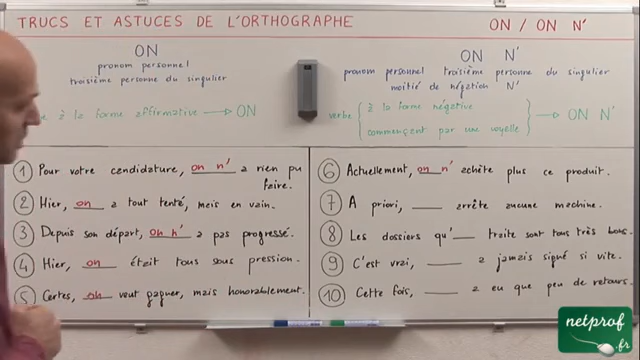 TRUCS ET ASTUCES DE L'ORTHOGRAPHE
ON / ON N'
ON
pronom personnel
troisième personne du singulier
à la forme affirmative → ON
ON N'
pronom personnel troisième personne du singulier
moitié de négation N'
verbe { à la forme négative
commençant par une voyelle } → ON N'
1 Pour votre candidature, on n' a rien pu
faire.
2 Hier, on a tout tenté, mais en vain.
3 Depuis son départ, on n' a pas progressé.
4 Hier, on était tous sous pression.
5 Certes, on veut gagner, mais honorablement.
6 Actuellement, on n' achète plus ce produit.
7 A priori, ____ arrête aucune machine.
8 Les dossiers qu'___ traite sont tous très bons.
9 C'est vrai, ____ a jamais signé si vite.
10 Cette fois, ____ a eu que peu de retours.
netprof
.fr